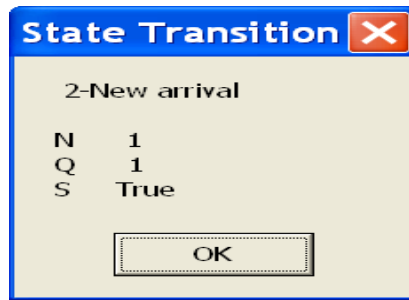 State Transition
2-New arrival
N 1
Q 1
S True
OK